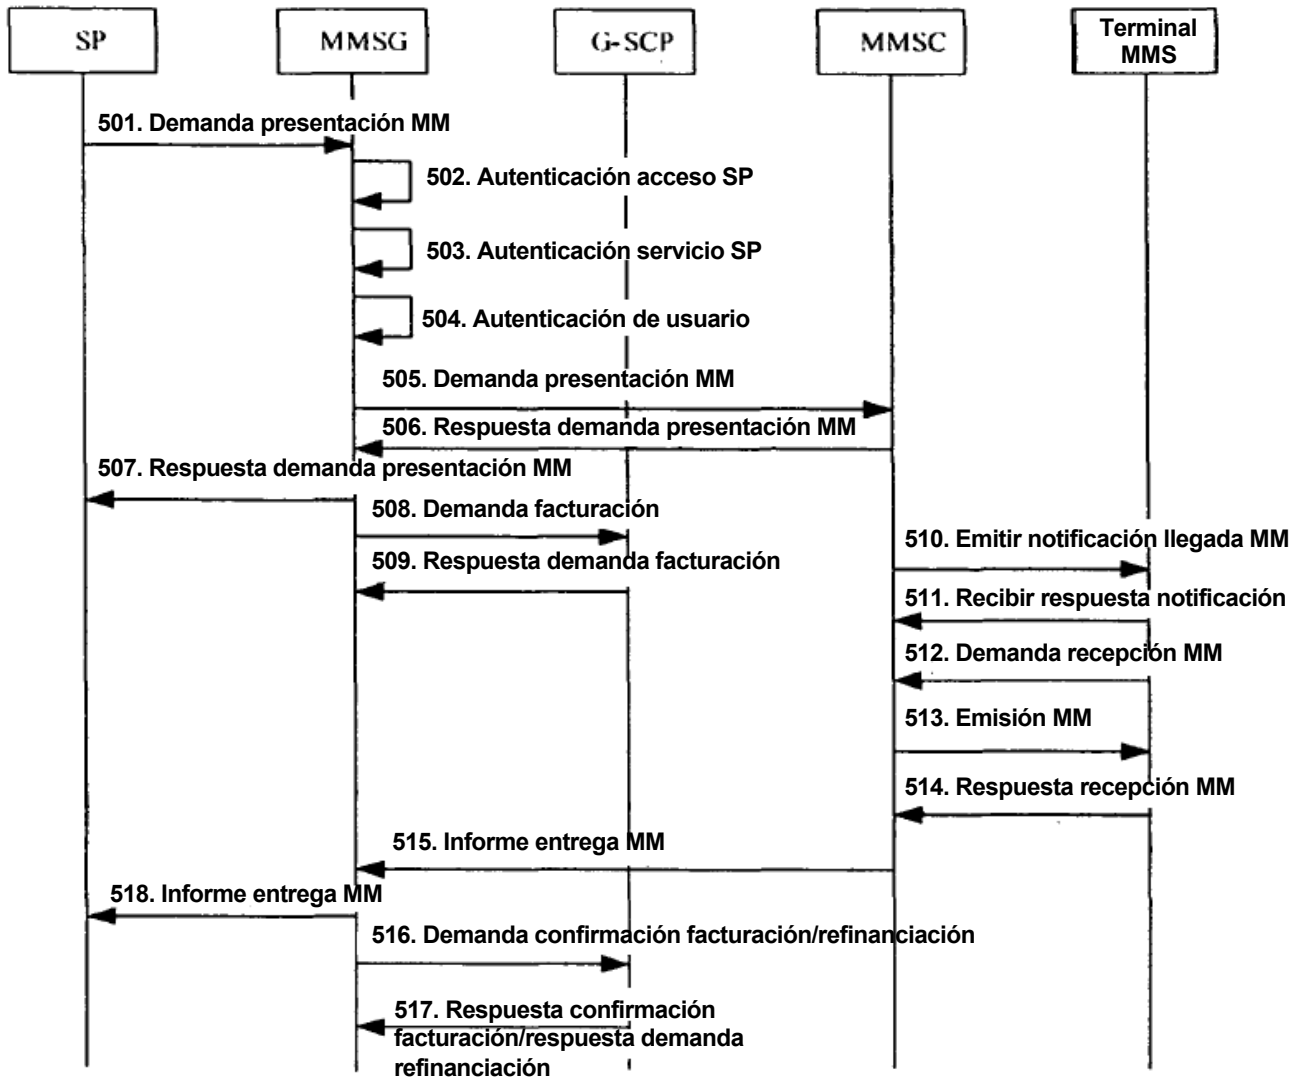 SP
MMSG
G-SCP
MMSC
Terminal
MMS
501. Demanda presentación MM
502. Autenticación acceso SP
503. Autenticación servicio SP
504. Autenticación de usuario
505. Demanda presentación MM
506. Respuesta demanda presentación MM
507. Respuesta demanda presentación MM
508. Demanda facturación
510. Emitir notificación llegada MM
509. Respuesta demanda facturación
511. Recibir respuesta notificación
512. Demanda recepción MM
513. Emisión MM
514. Respuesta recepción MM
515. Informe entrega MM
518. Informe entrega MM
516. Demanda confirmación facturación/refinanciación
517. Respuesta confirmación
facturación/respuesta demanda
refinanciación